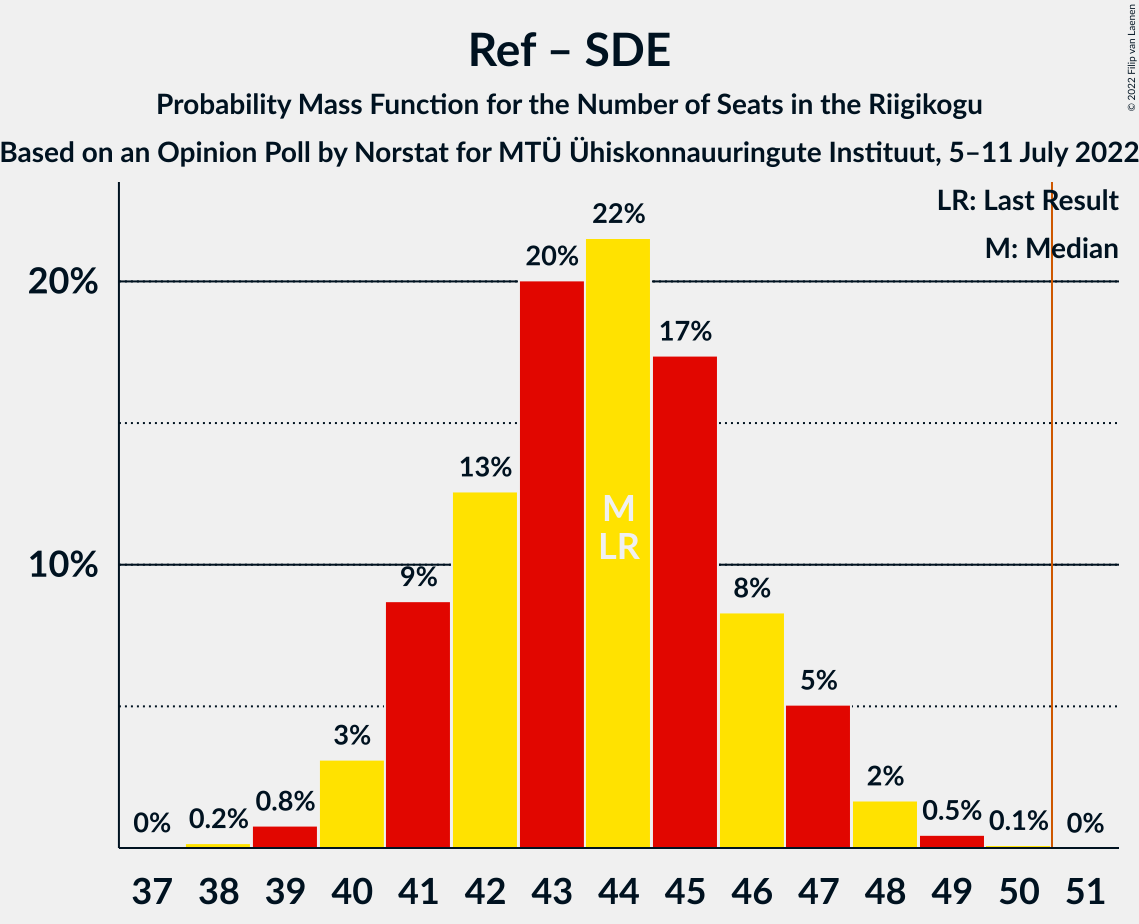 Ref – SDE
Probability Mass Function for the Number of Seats in the Riigikogu
Based on an Opinion Poll by Norstat for MTÜ Ühiskonnauuringute Instituut, 5–11 July 2022
© 2022 Filip van Laenen
LR: Last Result
M: Median
20%
10%
0%
0.2%
0.8%
3%
9%
13%
20%
22%
17%
8%
5%
2%
0.5%
0.1%
0%
M
LR
37 38 39 40 41 42 43 44 45 46 47 48 49 50 51